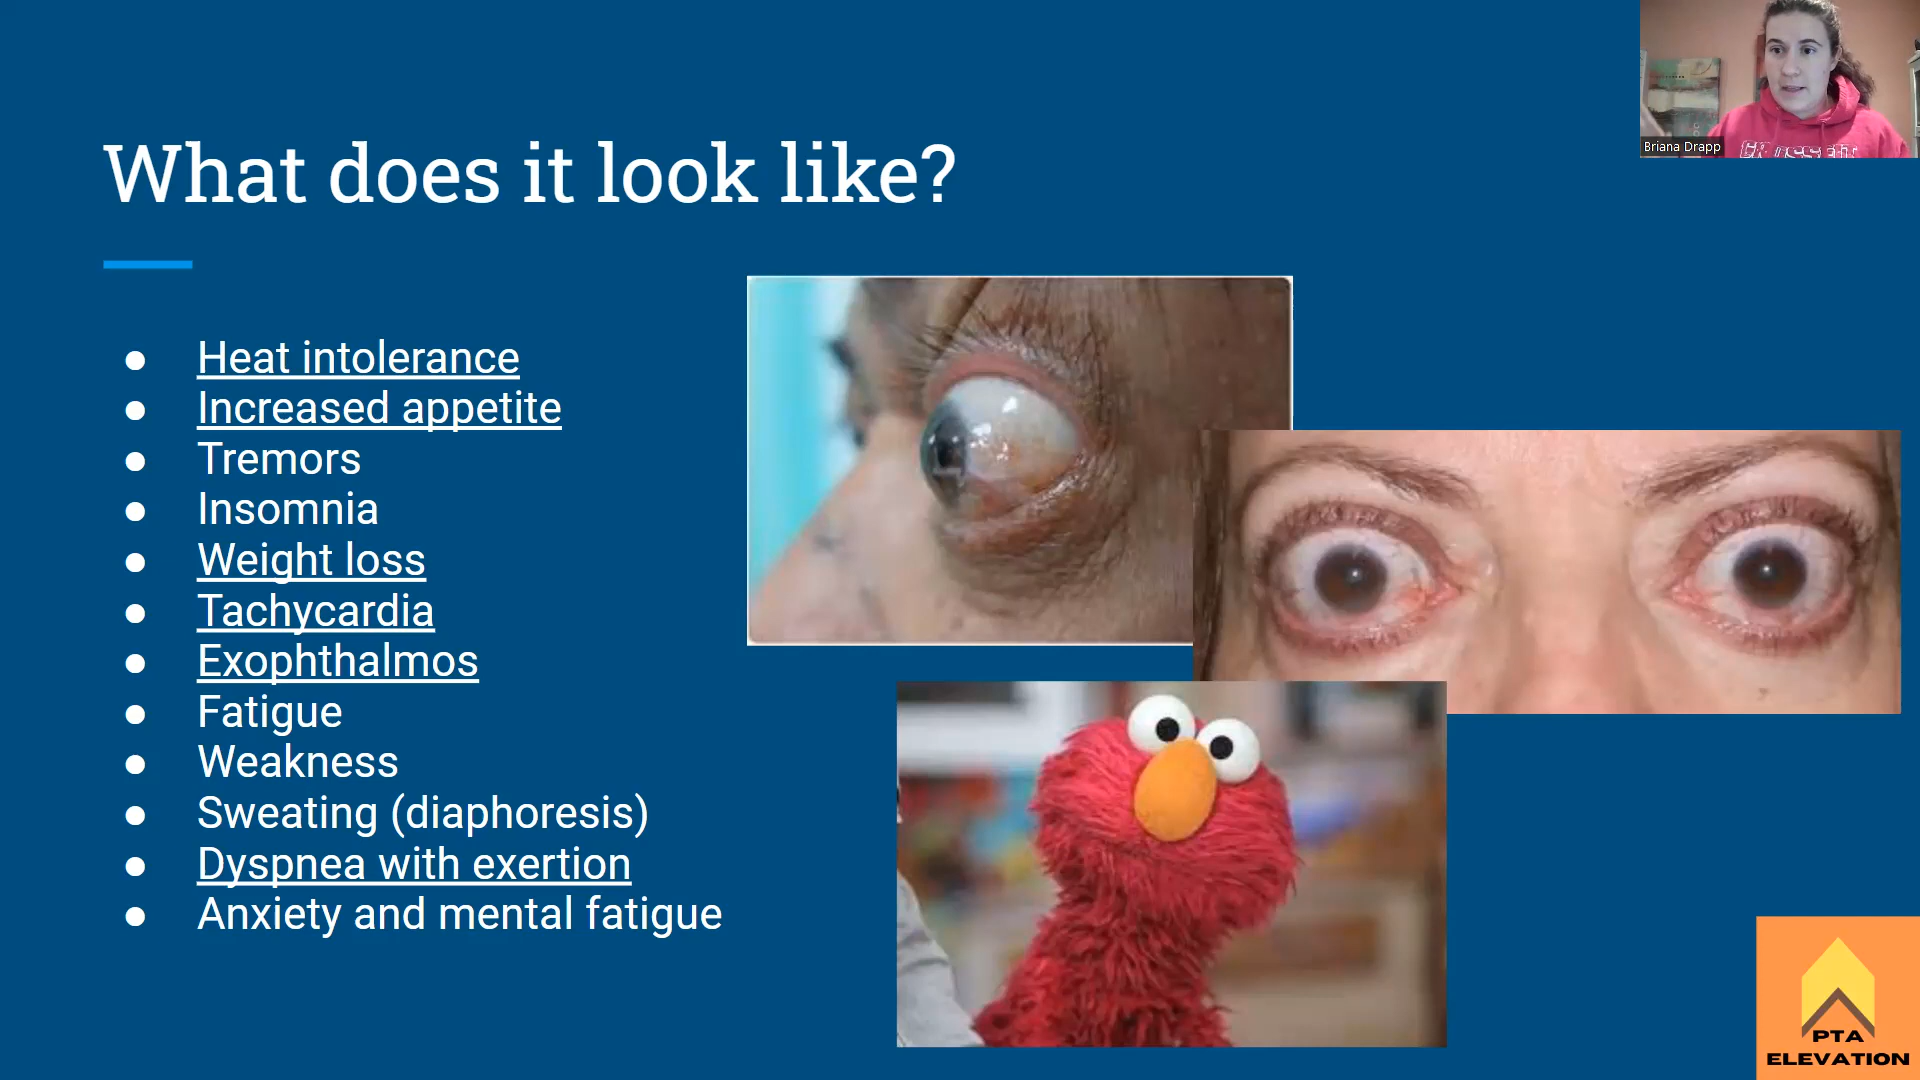 Briana Drapp
What does it look like?
● Heat intolerance
● Increased appetite
● Tremors
● Insomnia
● Weight loss
● Tachycardia
● Exophthalmos
● Fatigue
● Weakness
● Sweating (diaphoresis)
● Dyspnea with exertion
● Anxiety and mental fatigue
PTA
ELEVATION